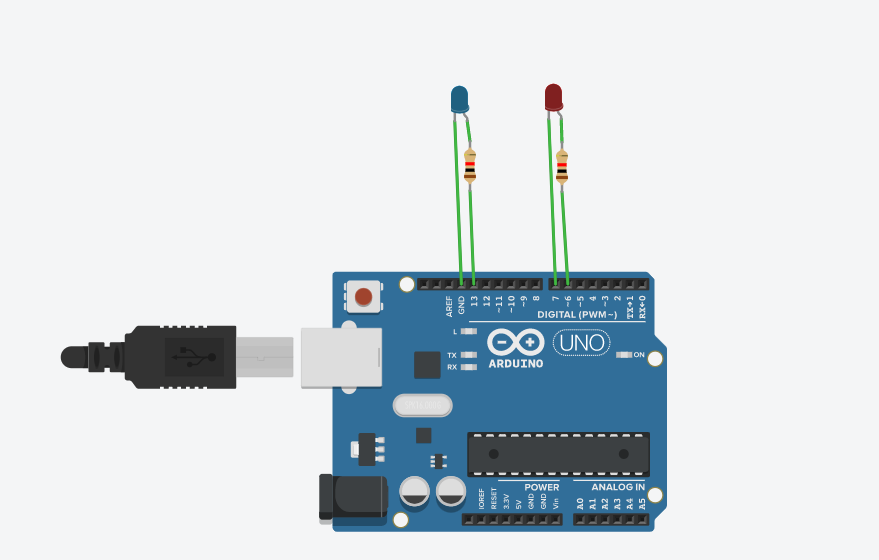 AREF
GND
13
12
~11
~10
~9
8
7
~6
~5
4
~3
2
TX→1
RX←0
DIGITAL (PWM~)
L
TX
RX
UNO
ON
ARDUINO
POWER
ANALOG IN
IOREF
RESET
3.3V
5V
GND
GND
Vin
A0
A1
A2
A3
A4
A5